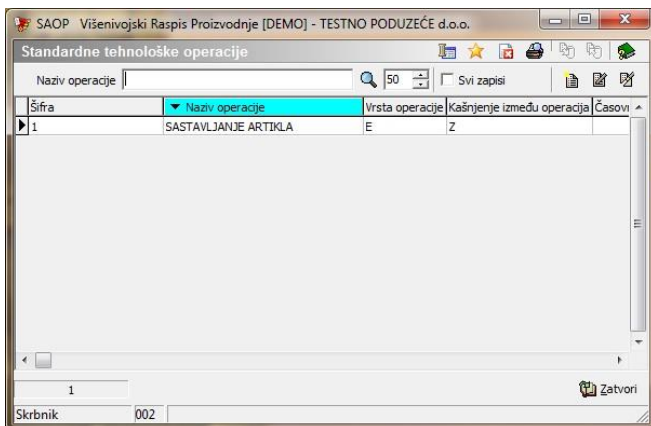 SAOP Višenivojski Raspis Proizvodnje [DEMO] - TESTNO PODUZEĆE d.o.o.
Standardne tehnološke operacije
Naziv operacije 50 Svi zapisi
Šifra Naziv operacije Vrsta operacije Kašnjenje između operacija
1 SASTAVLJANJE ARTIKLA E Z
1
Zatvori
Skrbnik 002